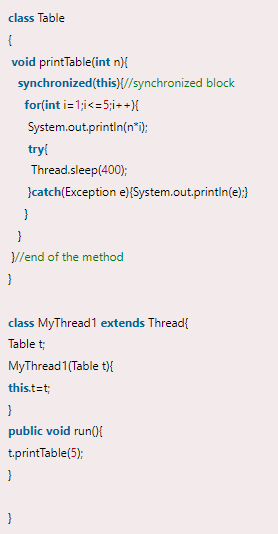 class Table
{
void printTable(int n){
synchronized(this){//synchronized block
for(int i=1;i<=5;i++){
System.out.println(n*i);
try{
Thread.sleep(400);
}catch(Exception e){System.out.println(e);}
}
}
}//end of the method
}
class MyThread1 extends Thread{
Table t;
MyThread1(Table t){
this.t=t;
}
public void run(){
t.printTable(5);
}
}